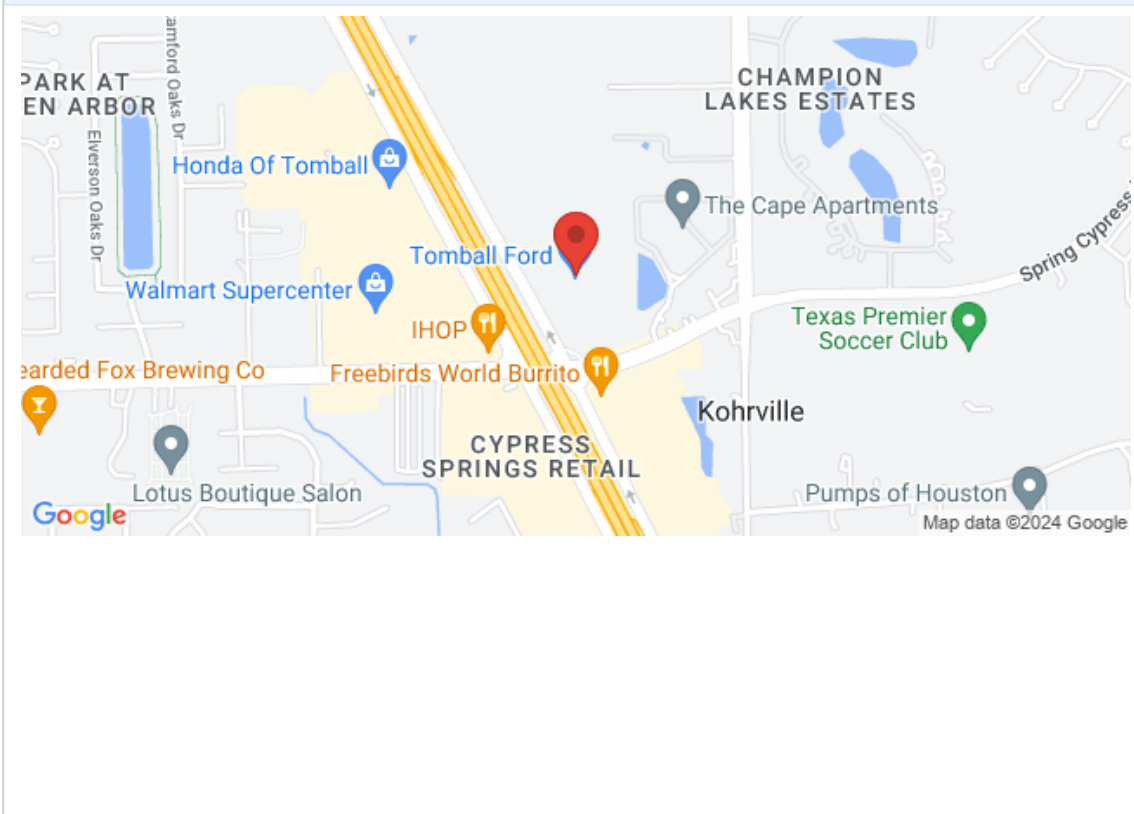 amford Oaks Dr
PARK AT
EN ARBOR
CHAMPION
LAKES ESTATES
Elverson Oaks Dr
Honda Of Tomball
The Cape Apartments
Tomball Ford
Spring Cypress
Walmart Supercenter
Texas Premier
Soccer Club
IHOP
earded Fox Brewing Co
Freebirds World Burrito
Kohrville
CYPRESS
SPRINGS RETAIL
Lotus Boutique Salon
Pumps of Houston
Google
Map data ©2024 Google